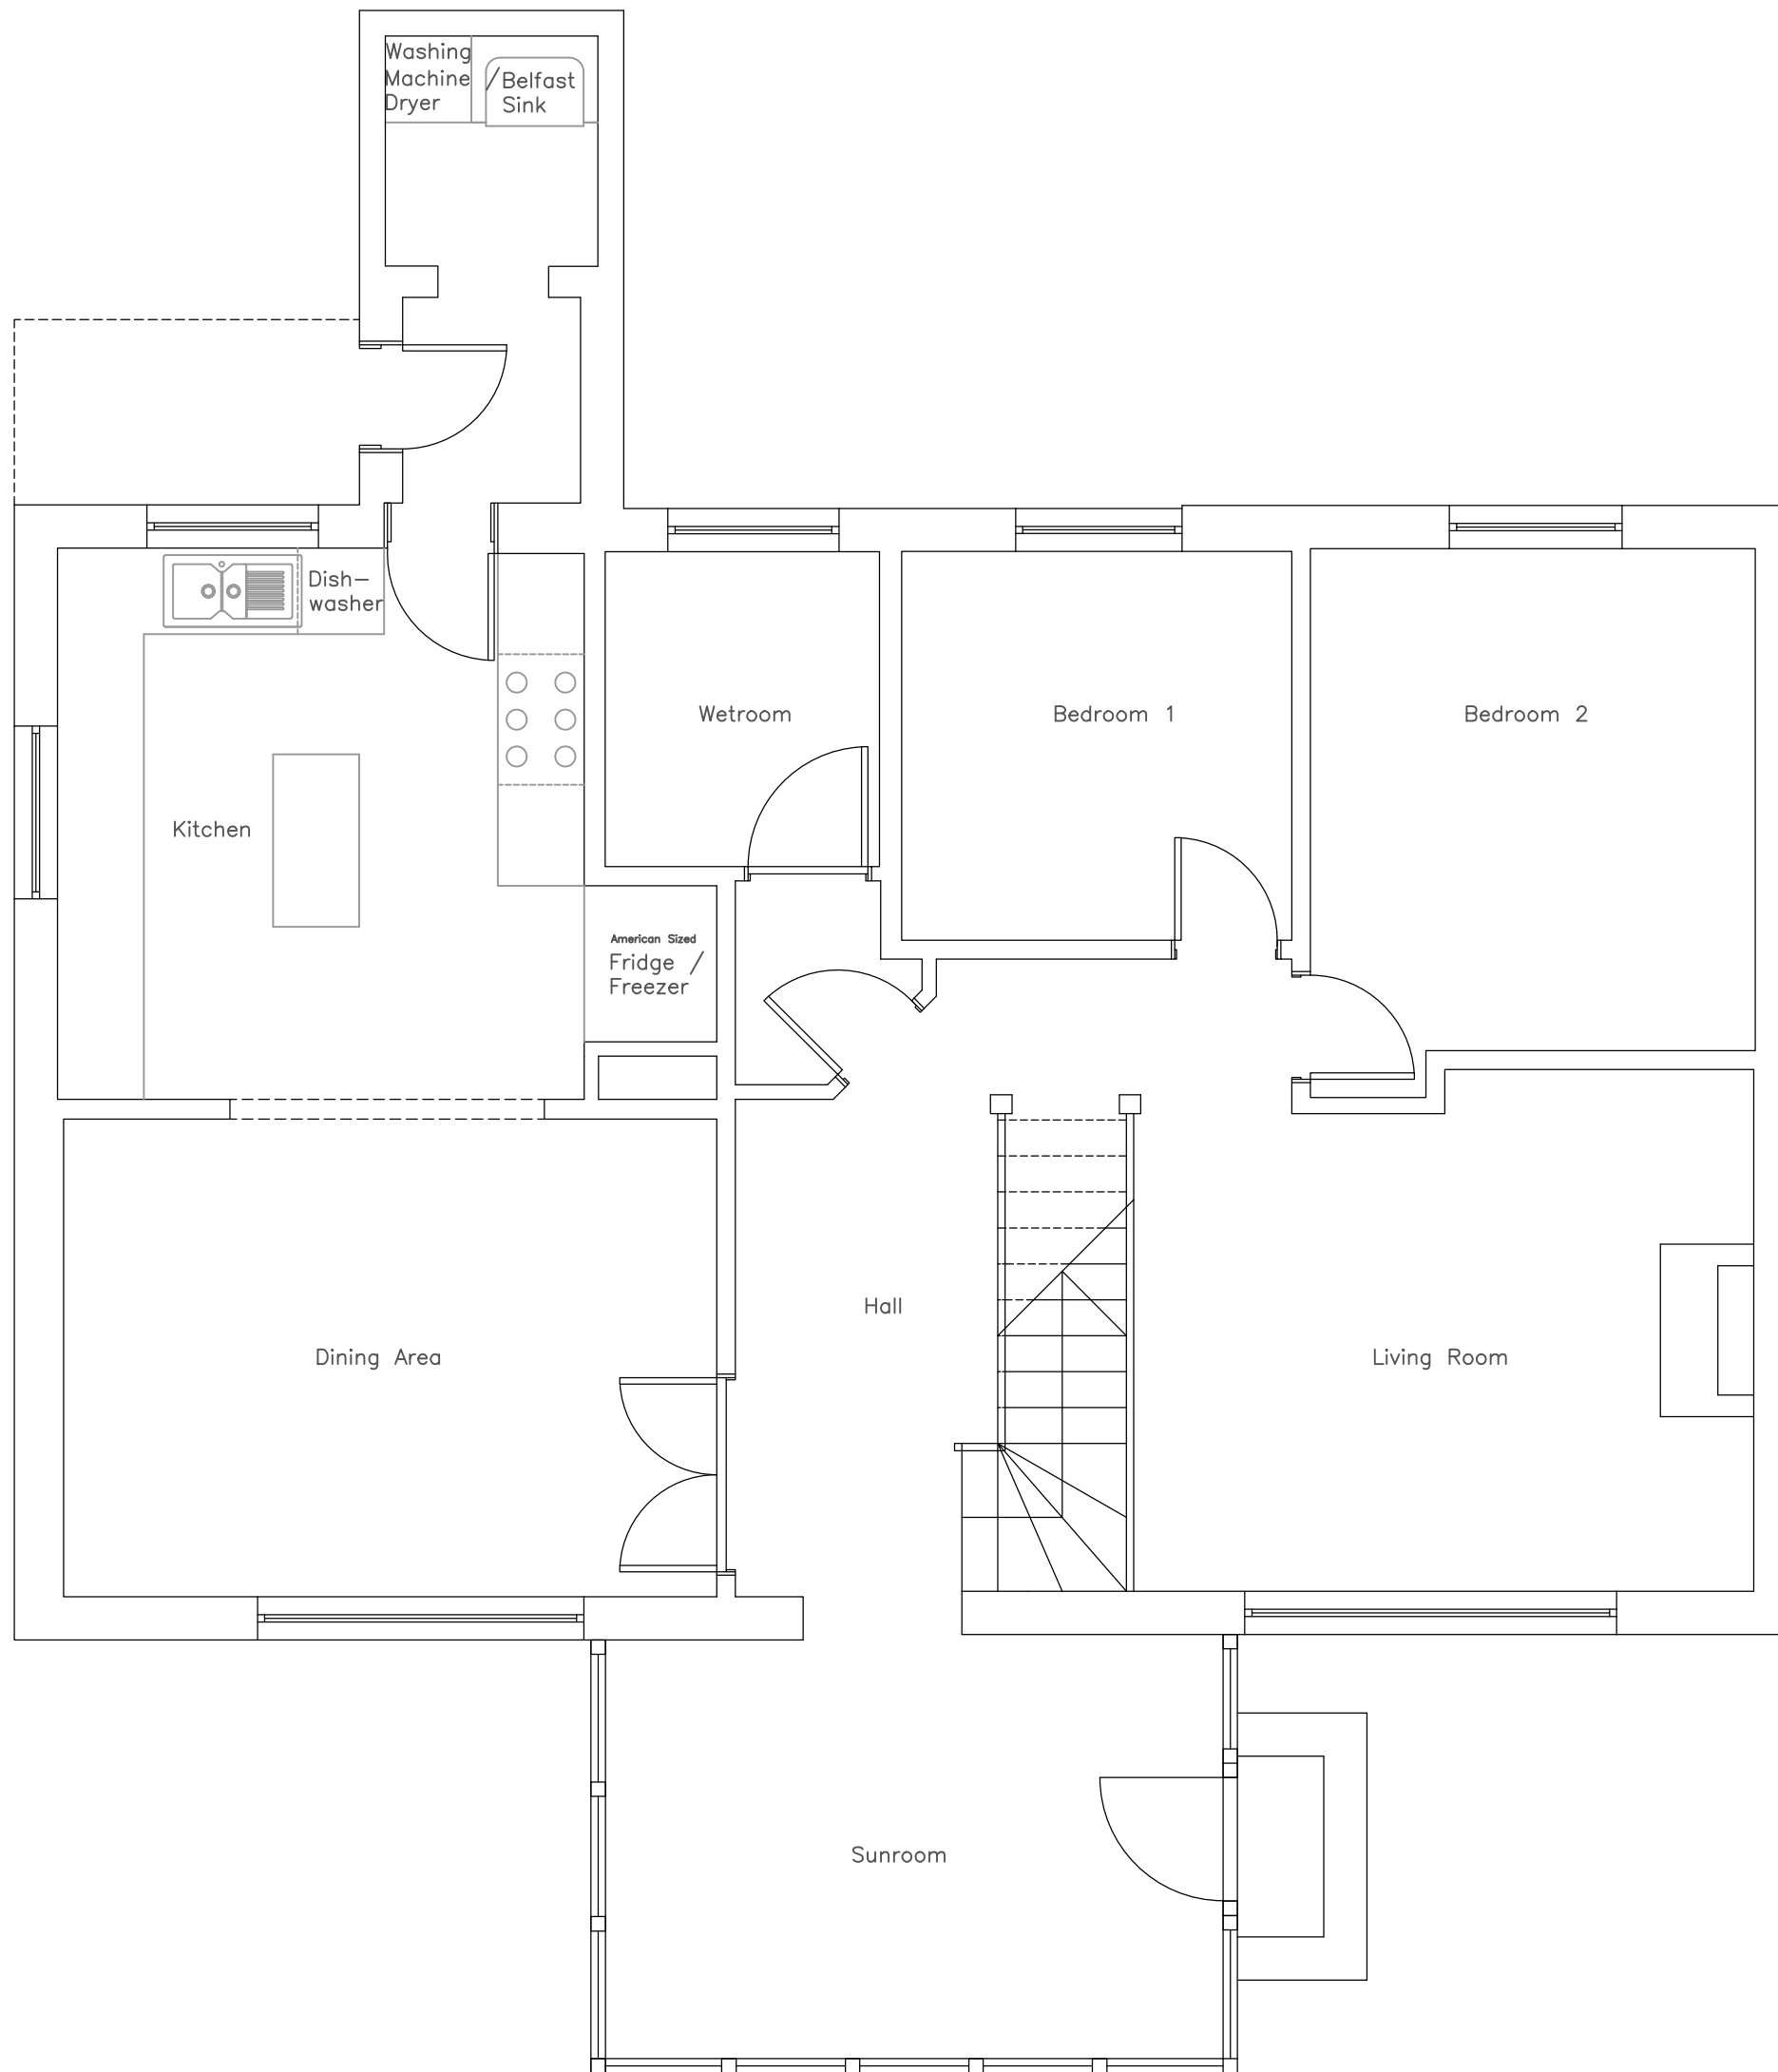 Washing
Machine /
Dryer
Belfast
Sink
Dish-
washer
Wetroom
Bedroom 1
Bedroom 2
Kitchen
American Sized
Fridge /
Freezer
Hall
Dining Area
Living Room
Sunroom